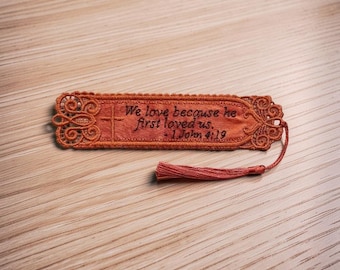 We love because he
first loved us.
- 1 John 4:19